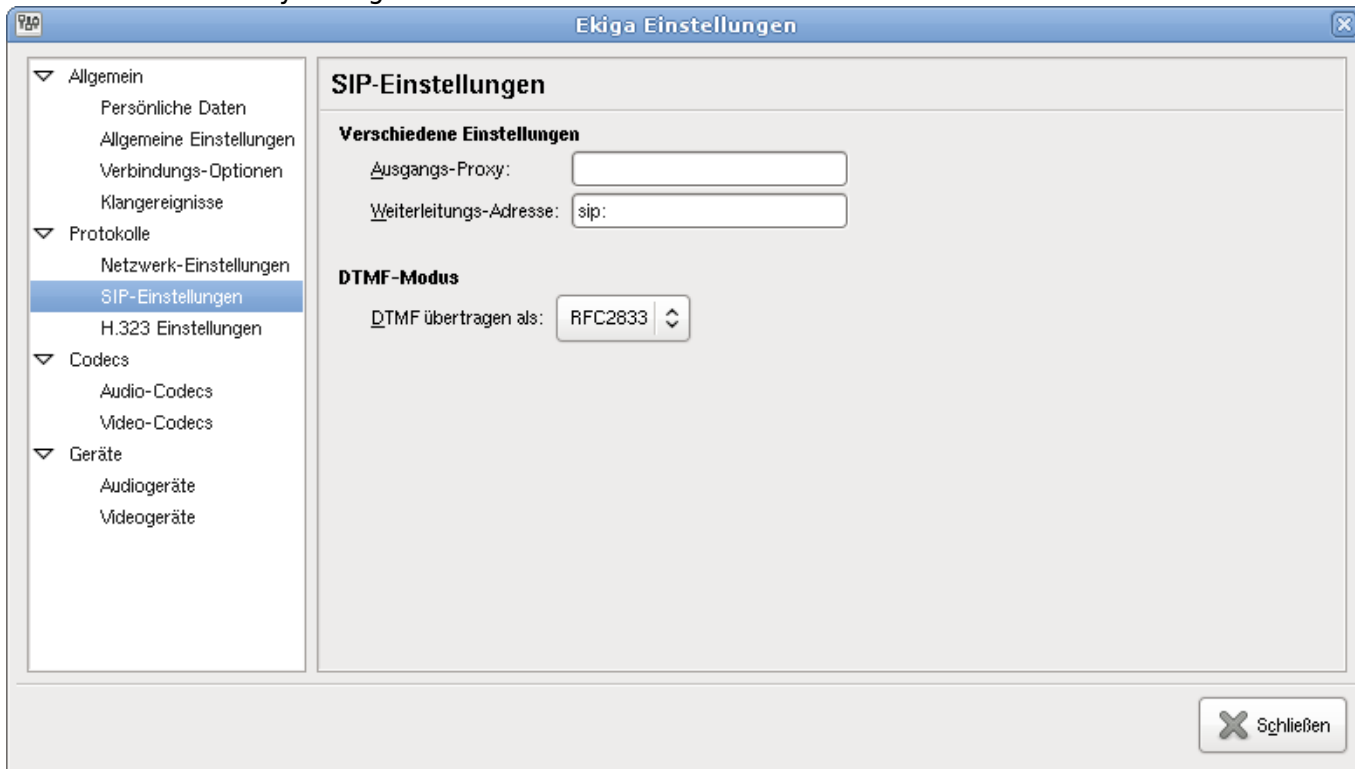 Ekiga Einstellungen
Allgemein
Persönliche Daten
Allgemeine Einstellungen
Verbindungs-Optionen
Klangereignisse
Protokolle
Netzwerk-Einstellungen
SIP-Einstellungen
H.323 Einstellungen
Codecs
Audio-Codecs
Video-Codecs
Geräte
Audiogeräte
Videogeräte
SIP-Einstellungen
Verschiedene Einstellungen
Ausgangs-Proxy:
Weiterleitungs-Adresse: sip:
DTMF-Modus
DTMF übertragen als: RFC2833
Schließen